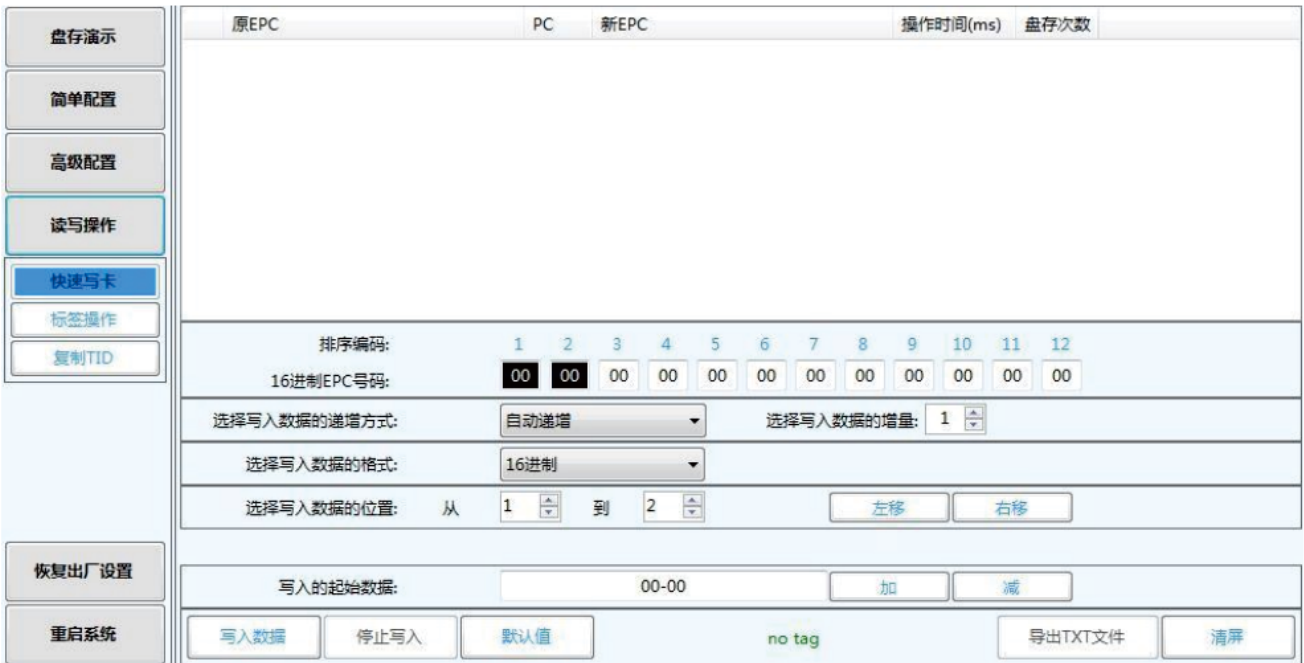 盘存演示
简单配置
高级配置
读写操作
快速写卡
标签操作
复制TID
恢复出厂设置
重启系统
原EPC PC 新EPC 操作时间(ms) 盘存次数
排序编码: 1 2 3 4 5 6 7 8 9 10 11 12
16进制EPC号码: 00 00 00 00 00 00 00 00 00 00 00 00
选择写入数据的递增方式: 自动递增 选择写入数据的增量: 1
选择写入数据的格式: 16进制
选择写入数据的位置: 从 1 到 2 左移 右移
写入的起始数据: 00-00 加 减
写入数据 停止写入 默认值 no tag 导出TXT文件 清屏